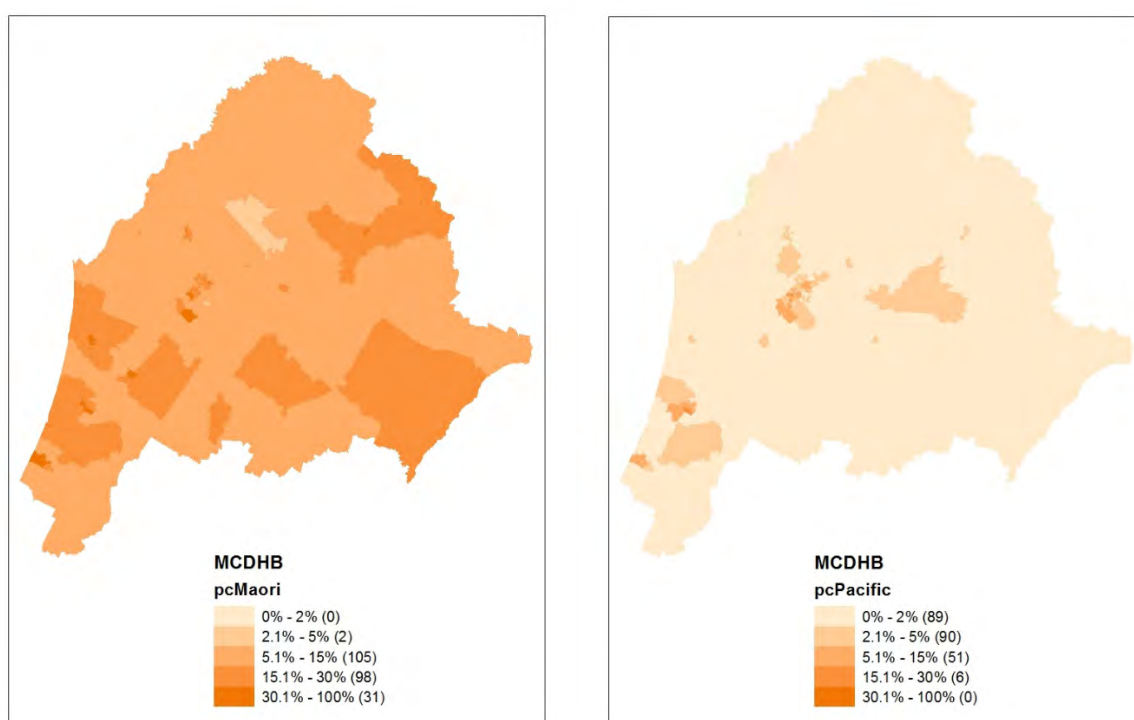 MCDHB
pcMaori
0% - 2% (0)
2.1% - 5% (2)
5.1% - 15% (105)
15.1% - 30% (98)
30.1% - 100% (31)
MCDHB
pcPacific
0% - 2% (89)
2.1% - 5% (90)
5.1% - 15% (51)
15.1% - 30% (6)
30.1% - 100% (0)